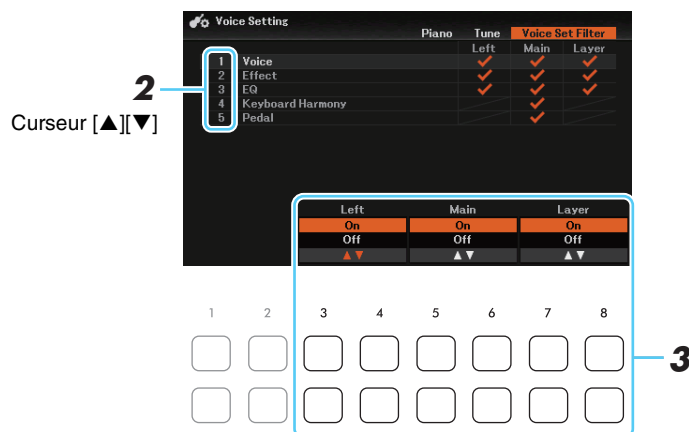 Voice Setting
Piano Tune Voice Set Filter
Left Main Layer
1 Voice
2 Effect
3 EQ
4 Keyboard Harmony
5 Pedal
2
Curseur [▲][▼]
Left Main Layer
On On On
Off Off Off
▲▼ ▲▼ ▲▼
1 2 3 4 5 6 7 8
3